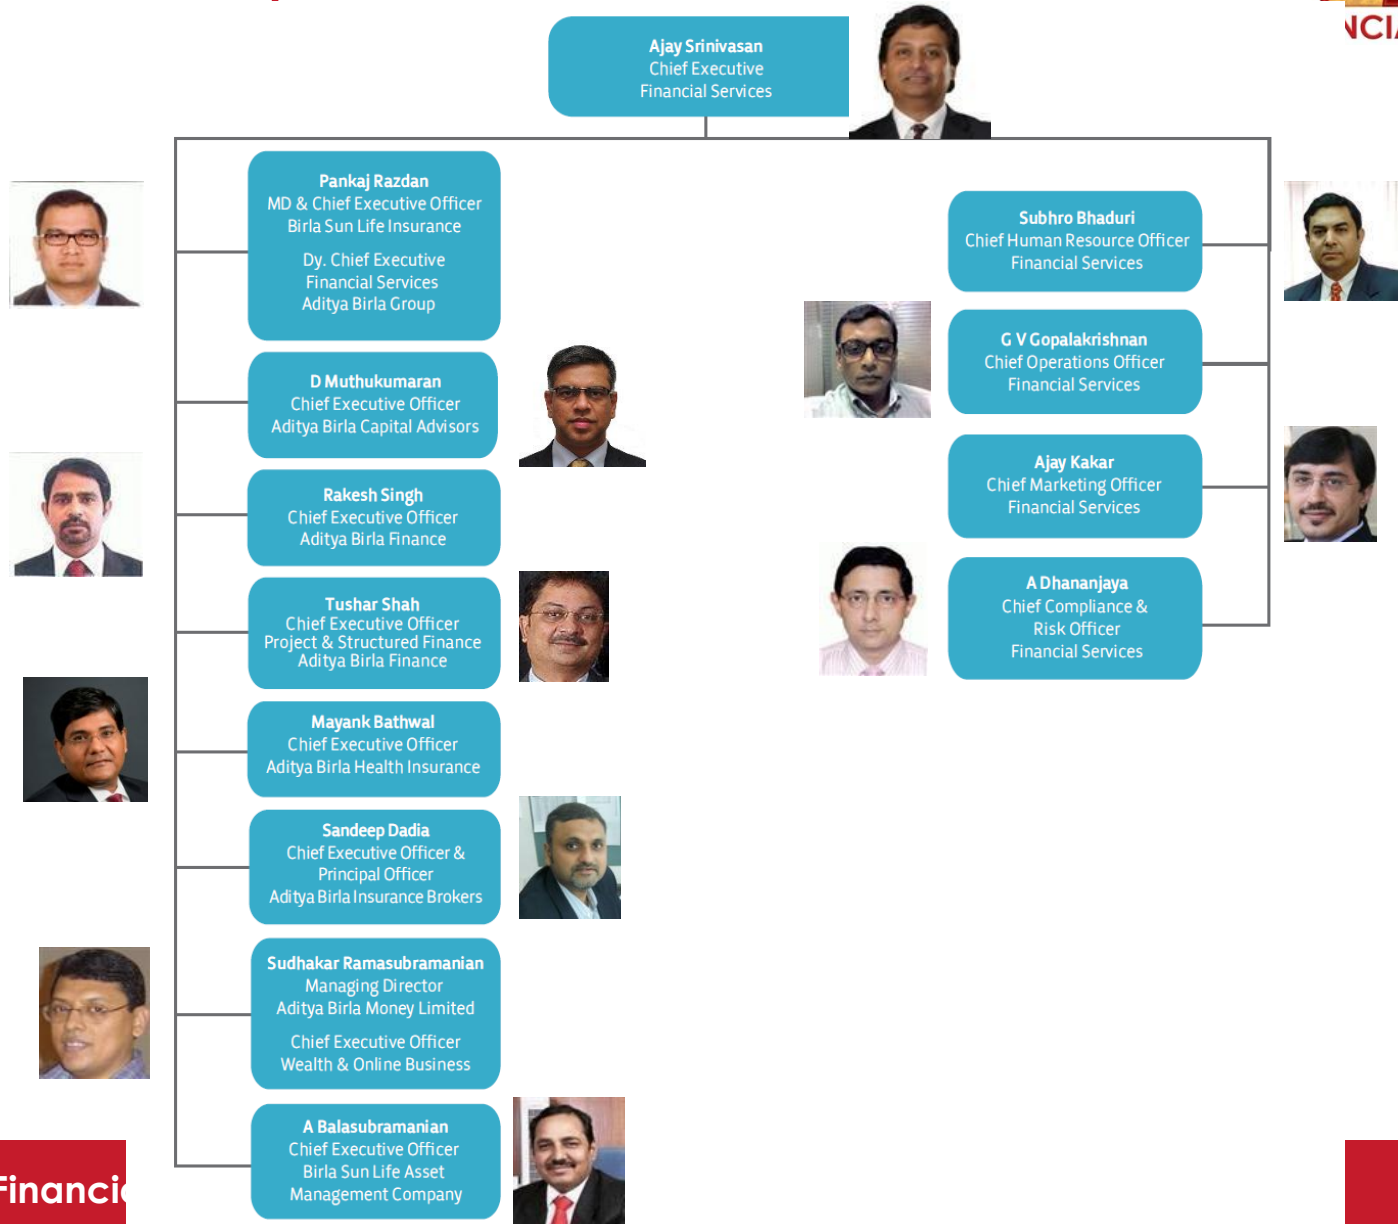 Ajay Srinivasan
Chief Executive
Financial Services
Pankaj Razdan
MD & Chief Executive Officer
Birla Sun Life Insurance
Dy. Chief Executive
Financial Services
Aditya Birla Group
D Muthukumaran
Chief Executive Officer
Aditya Birla Capital Advisors
Rakesh Singh
Chief Executive Officer
Aditya Birla Finance
Tushar Shah
Chief Executive Officer
Project & Structured Finance
Aditya Birla Finance
Mayank Bathwal
Chief Executive Officer
Aditya Birla Health Insurance
Sandeep Dadia
Chief Executive Officer &
Principal Officer
Aditya Birla Insurance Brokers
Sudhakar Ramasubramanian
Managing Director
Aditya Birla Money Limited
Chief Executive Officer
Wealth & Online Business
A Balasubramanian
Chief Executive Officer
Birla Sun Life Asset
Management Company
Subhro Bhaduri
Chief Human Resource Officer
Financial Services
G V Gopalakrishnan
Chief Operations Officer
Financial Services
Ajay Kakar
Chief Marketing Officer
Financial Services
A Dhananjaya
Chief Compliance &
Risk Officer
Financial Services